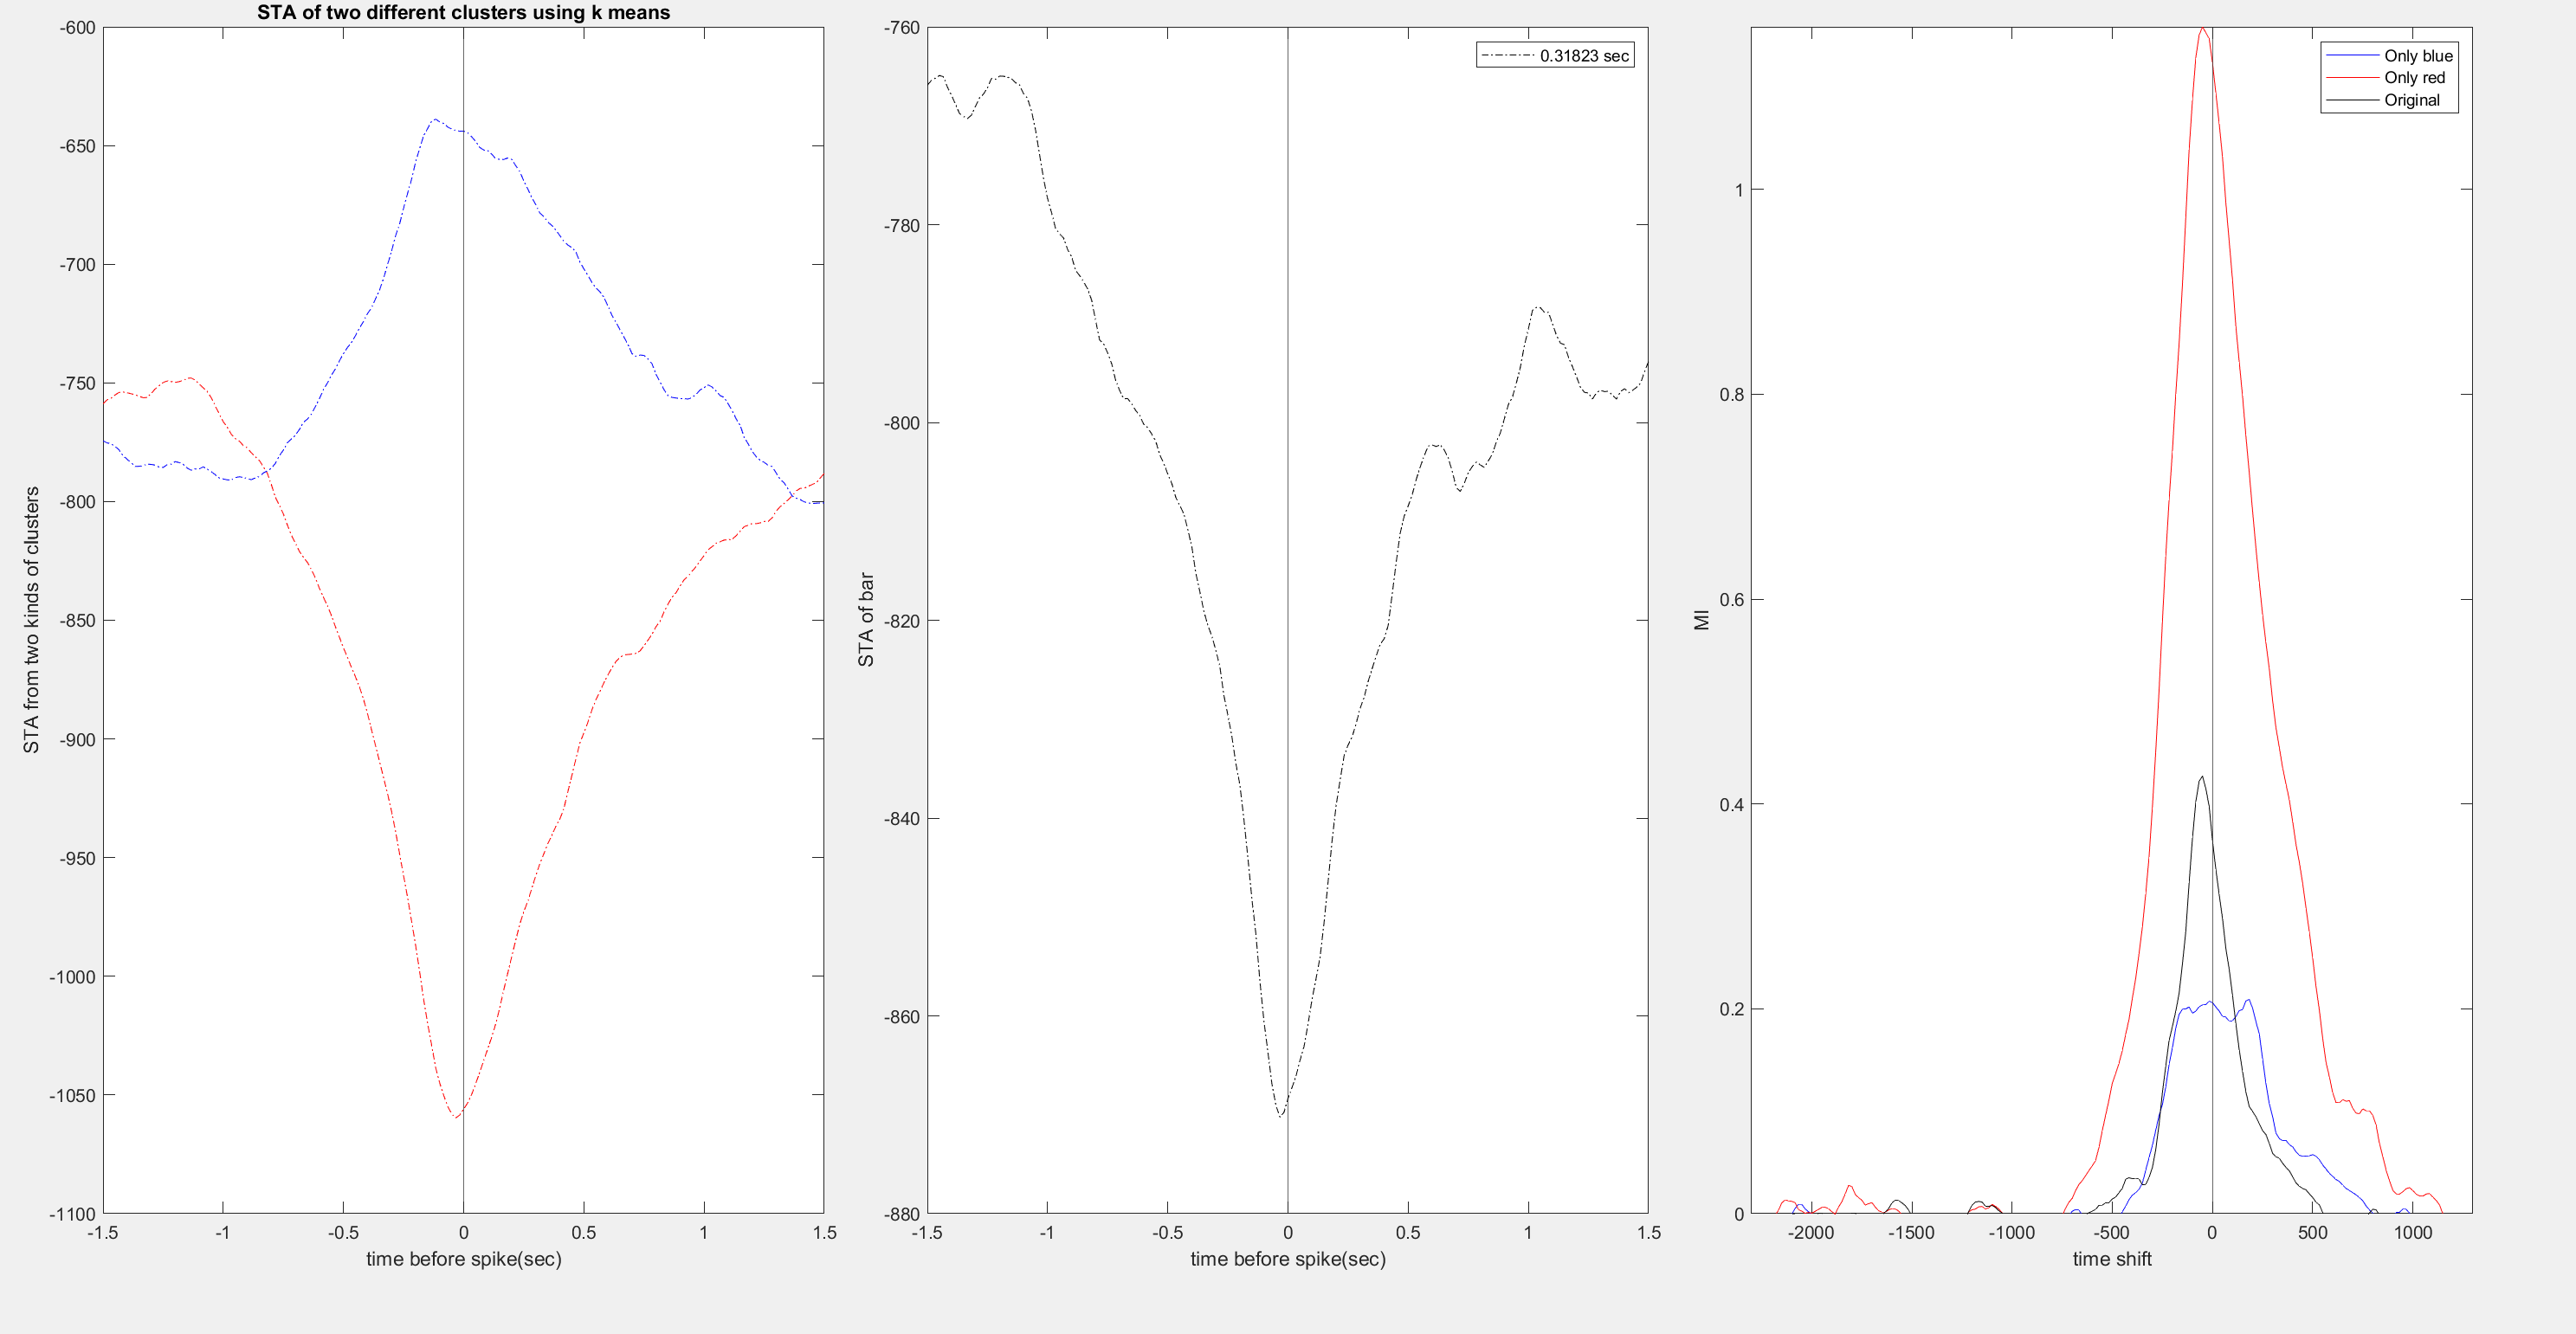 STA of two different clusters using k means
STA from two kinds of clusters
-600
-650
-700
-750
-800
-850
-900
-950
-1000
-1050
-1100
-1.5 -1 -0.5 0 0.5 1 1.5
time before spike(sec)
STA of bar
-760
-780
-800
-820
-840
-860
-880
0.31823 sec
-1.5 -1 -0.5 0 0.5 1 1.5
time before spike(sec)
MI
1
0.8
0.6
0.4
0.2
0
Only blue
Only red
Original
-2000 -1500 -1000 -500 0 500 1000
time shift